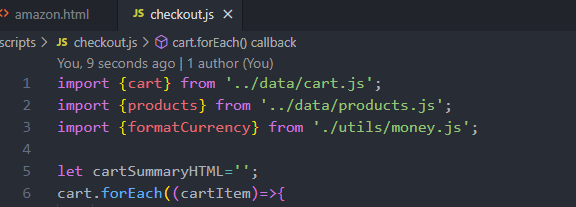 <> amazon.html JS checkout.js ×
scripts > JS checkout.js > cart.forEach() callback
You, 9 seconds ago | 1 author (You)
1 import {cart} from '../data/cart.js';
2 import {products} from '../data/products.js';
3 import {formatCurrency} from './utils/money.js';
4
5 let cartSummaryHTML='';
6 cart.forEach((cartItem)=>{